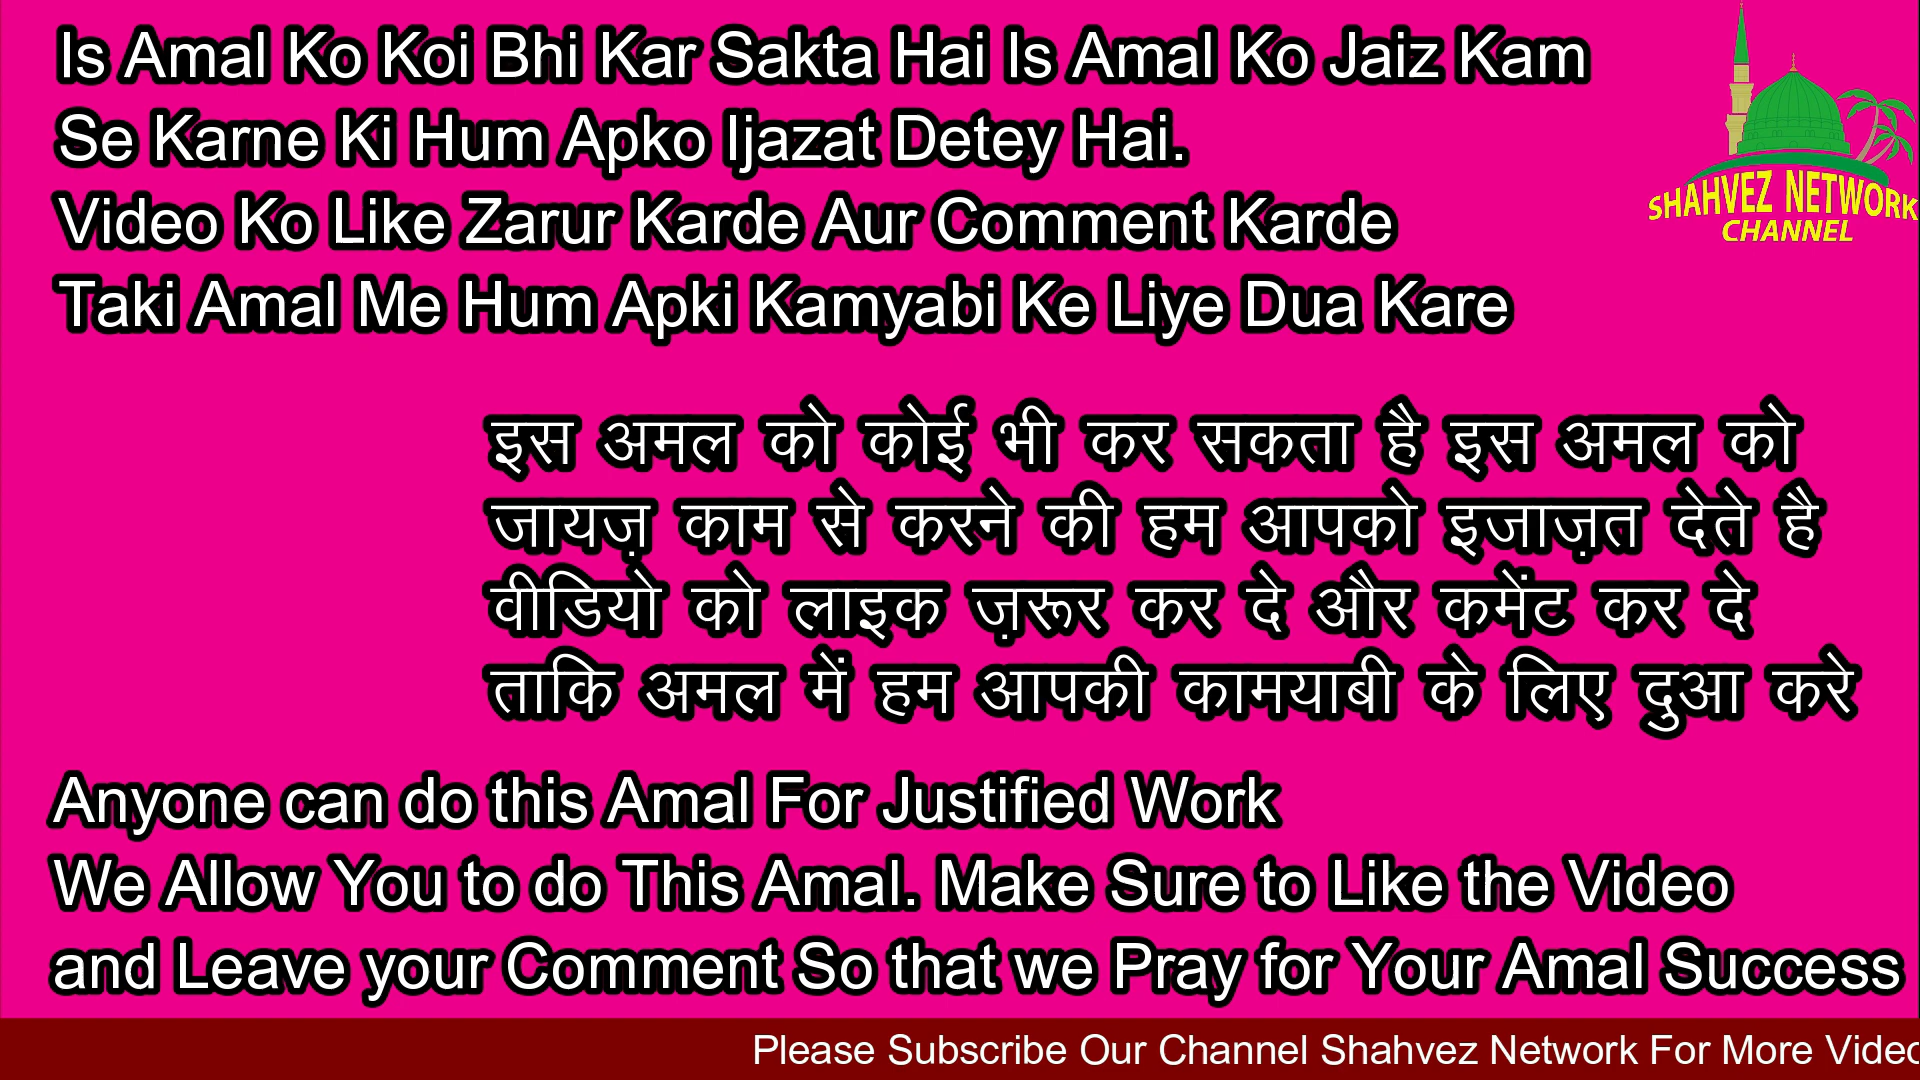 Is Amal Ko Koi Bhi Kar Sakta Hai Is Amal Ko Jaiz Kam
Se Karne Ki Hum Apko Ijazat Detey Hai.
Video Ko Like Zarur Karde Aur Comment Karde
Taki Amal Me Hum Apki Kamyabi Ke Liye Dua Kare
SHAHVEZ NETWORK
CHANNEL
इस अमल को कोई भी कर सकता है इस अमल को
जायज़ काम से करने की हम आपको इजाज़त देते है
वीडियो को लाइक ज़रूर कर दे और कमेंट कर दे
ताकि अमल में हम आपकी कामयाबी के लिए दुआ करे
Anyone can do this Amal For Justified Work
We Allow You to do This Amal. Make Sure to Like the Video
and Leave your Comment So that we Pray for Your Amal Success
Please Subscribe Our Channel Shahvez Network For More